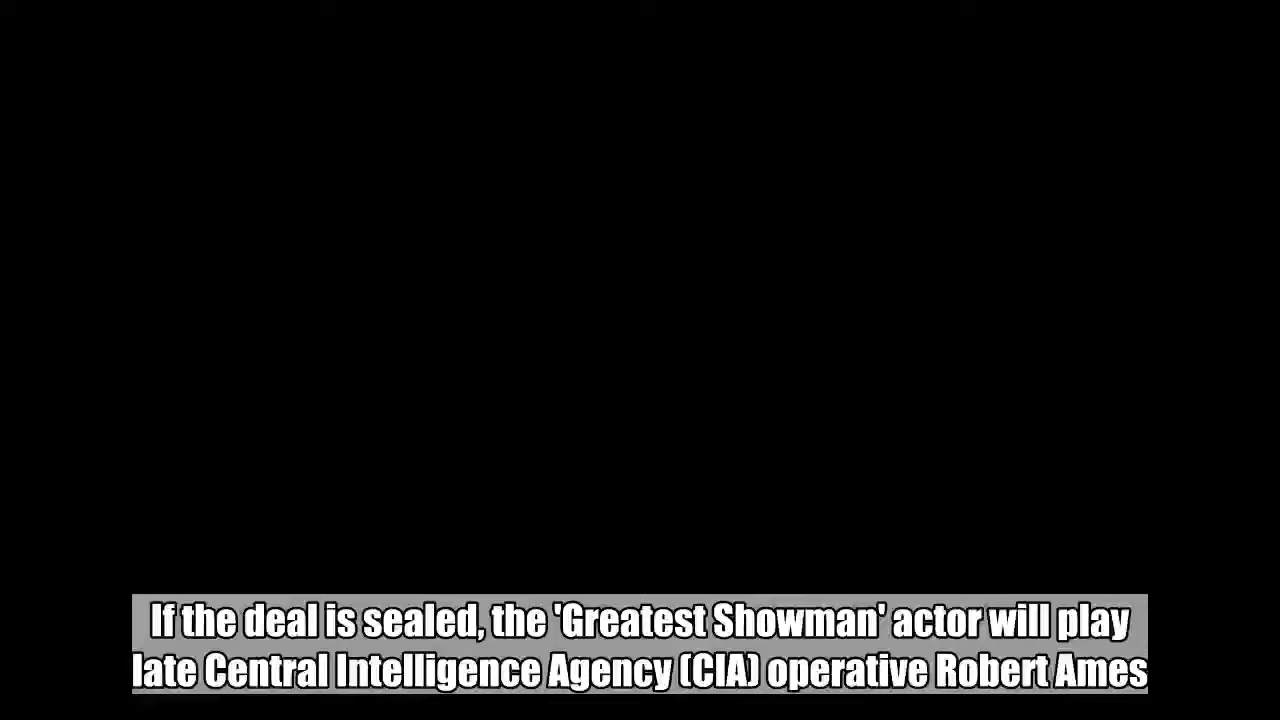 If the deal is sealed, the 'Greatest Showman' actor will play
late Central Intelligence Agency (CIA) operative Robert Ames